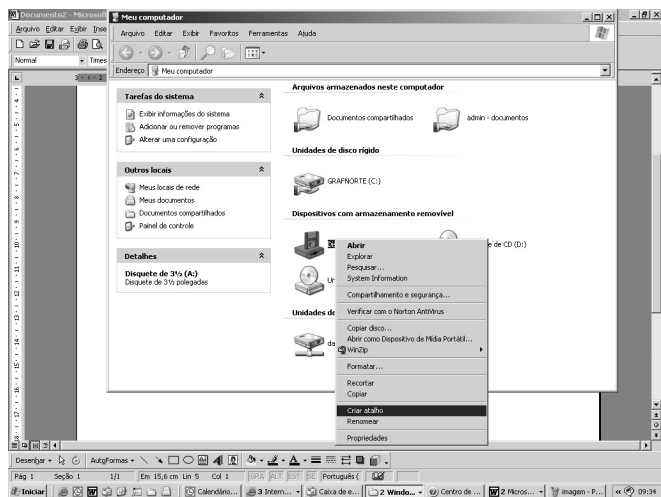 Documento2 - Microsoft
Arquivo Editar Exibir Inse
Normal
Times
Meu computador
Arquivo Editar Exibir Favoritos Ferramentas Ajuda
Endereço Meu computador
Tarefas do sistema
Exibir informações do sistema
Adicionar ou remover programas
Alterar uma configuração
Outros locais
Meus locais de rede
Meus documentos
Documentos compartilhados
Painel de controle
Detalhes
Disquete de 3½ (A:)
Disquete de 3½ polegadas
Arquivos armazenados neste computador
Documentos compartilhados admin - documentos
Unidades de disco rígido
GRAFNORTE (C:)
Dispositivos com armazenamento removível
e de CD (D:)
Un
Unidades de
da
Abrir
Explorar
Pesquisar...
System Information
Compartilhamento e segurança...
Verificar com o Norton AntiVirus
Copiar disco...
Abrir como Dispositivo de Mídia Portátil...
WinZip
Formatar...
Recortar
Copiar
Criar atalho
Renomear
Propriedades
Desenhar AutoFormas
Pág 1 Seção 1 1/1 Em 15,6 cm Lin 5 Col 1 GRA ALT EST SE Português (
Iniciar Calendário... 3 Intern... Caixa de e... 2 Windo... Centro de ... 2 Micros... imagem - P... 09:34